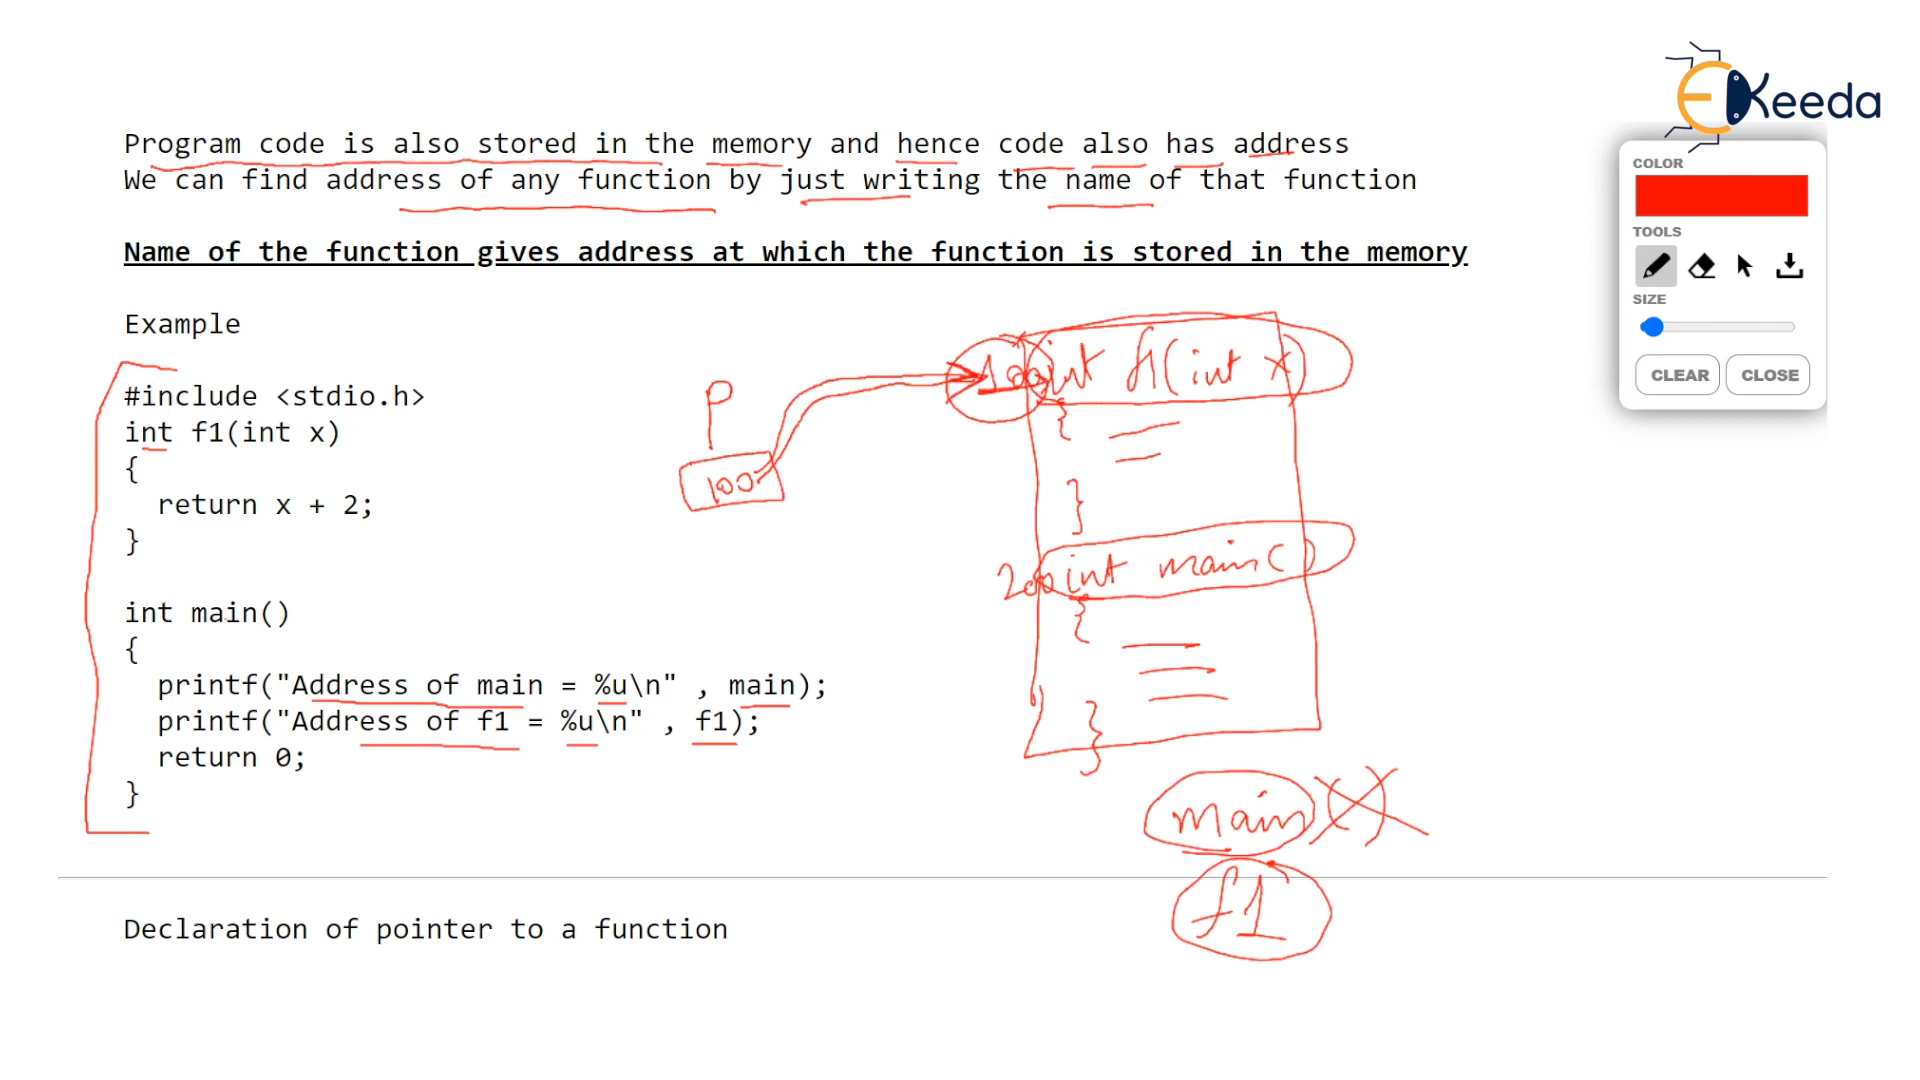 EKeeda
Program code is also stored in the memory and hence code also has address
We can find address of any function by just writing the name of that function
Name of the function gives address at which the function is stored in the memory
Example
#include <stdio.h>
int f1(int x)
{
return x + 2;
}
int main()
{
printf("Address of main = %u\n" , main);
printf("Address of f1 = %u\n" , f1);
return 0;
}
P
100
100 int f1(int x)
{
}
200 int main()
{
}
main()
f1
Declaration of pointer to a function
COLOR
TOOLS
SIZE
CLEAR CLOSE